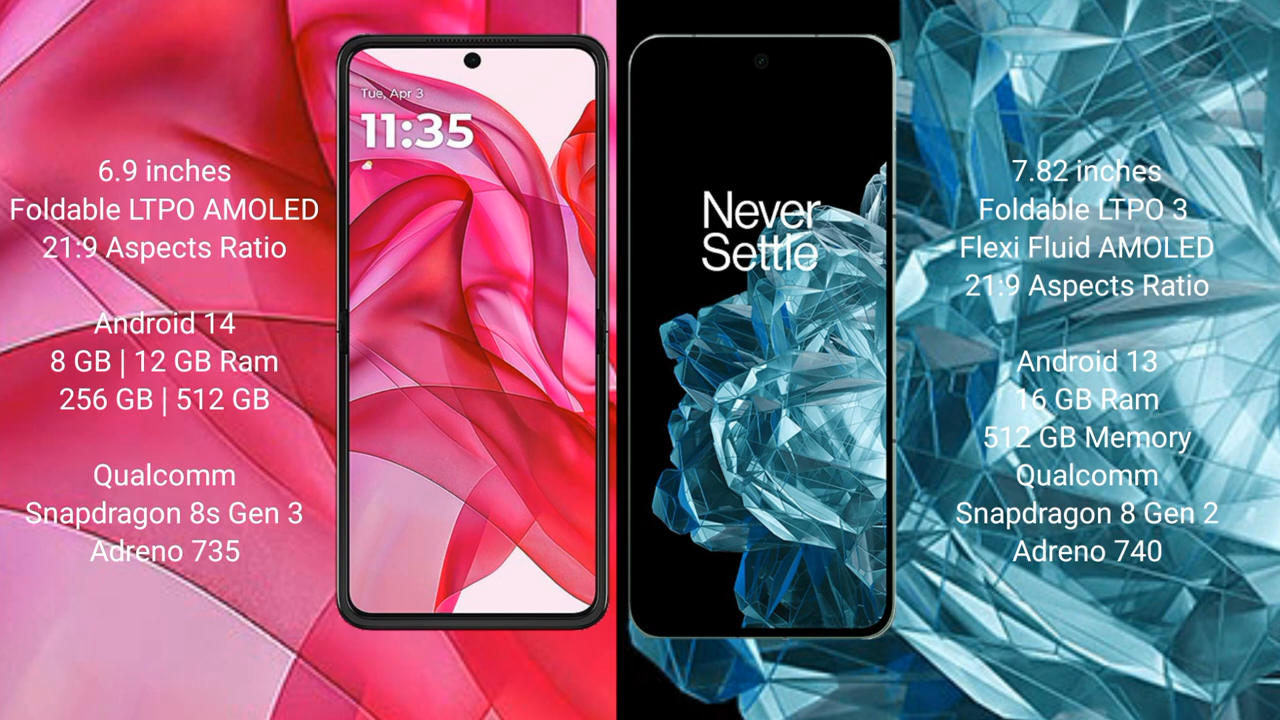 6.9 inches
Foldable LTPO AMOLED
21:9 Aspects Ratio
Android 14
8 GB | 12 GB Ram
256 GB | 512 GB
Qualcomm
Snapdragon 8s Gen 3
Adreno 735
Tue, Apr 3
11:35
Never
Settle
7.82 inches
Foldable LTPO 3
Flexi Fluid AMOLED
21:9 Aspects Ratio
Android 13
16 GB Ram
512 GB Memory
Qualcomm
Snapdragon 8 Gen 2
Adreno 740